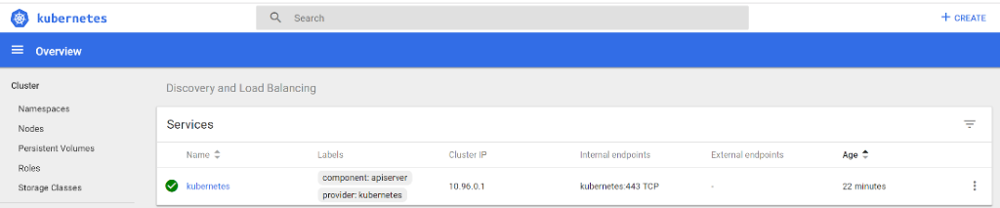 kubernetes
Search
+ CREATE
Overview
Cluster
Namespaces
Nodes
Persistent Volumes
Roles
Storage Classes
Discovery and Load Balancing
Services
Name Labels Cluster IP Internal endpoints External endpoints Age
kubernetes component: apiserver 10.96.0.1 kubernetes:443 TCP - 22 minutes
provider: kubernetes